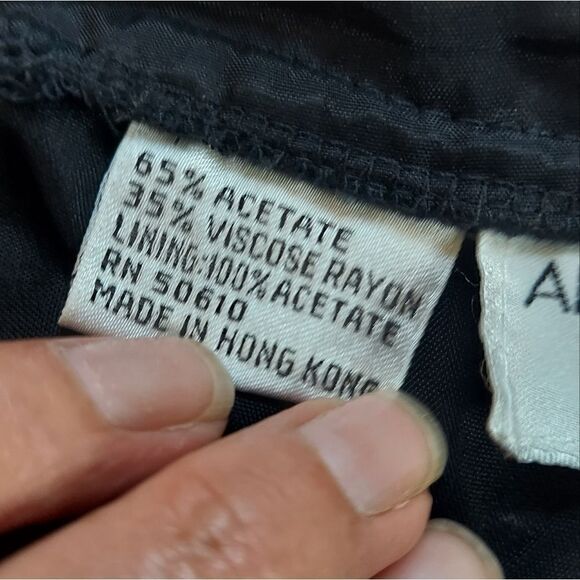 65% ACETATE
35% VISCOSE RAYON
LINING:100% ACETATE
RN 50610
MADE IN HONG KONG